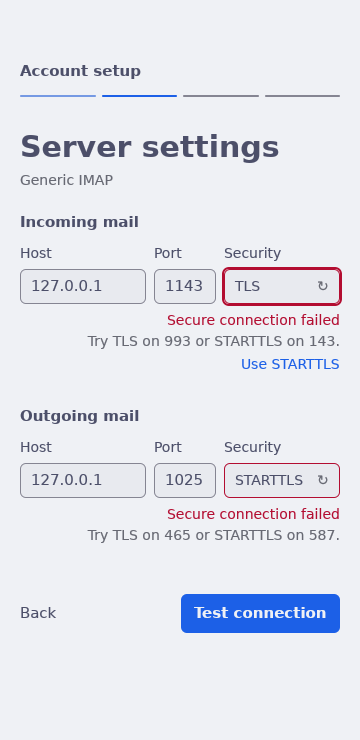 Account setup
Server settings
Generic IMAP
Incoming mail
Host Port Security
127.0.0.1 1143 TLS ↻
Secure connection failed
Try TLS on 993 or STARTTLS on 143.
Use STARTTLS
Outgoing mail
Host Port Security
127.0.0.1 1025 STARTTLS ↻
Secure connection failed
Try TLS on 465 or STARTTLS on 587.
Back Test connection